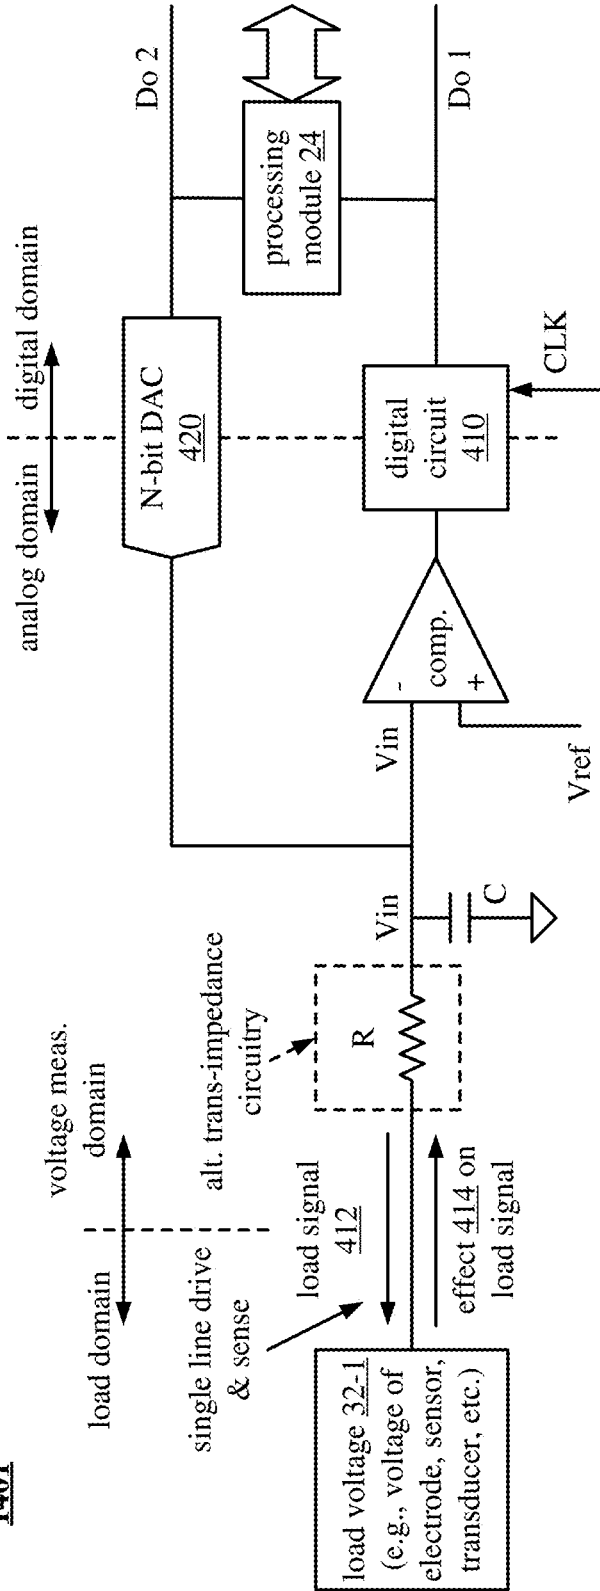 load domain
voltage meas.
domain
analog domain
digital domain
single line drive
& sense
alt. trans-impedance
circuitry
load signal
412
R
Vin
Vin
C
effect 414 on
load signal
load voltage 32-1
(e.g., voltage of
electrode, sensor,
transducer, etc.)
N-bit DAC
420
Do 2
processing
module 24
-
comp.
+
Vref
digital
circuit
410
CLK
Do 1